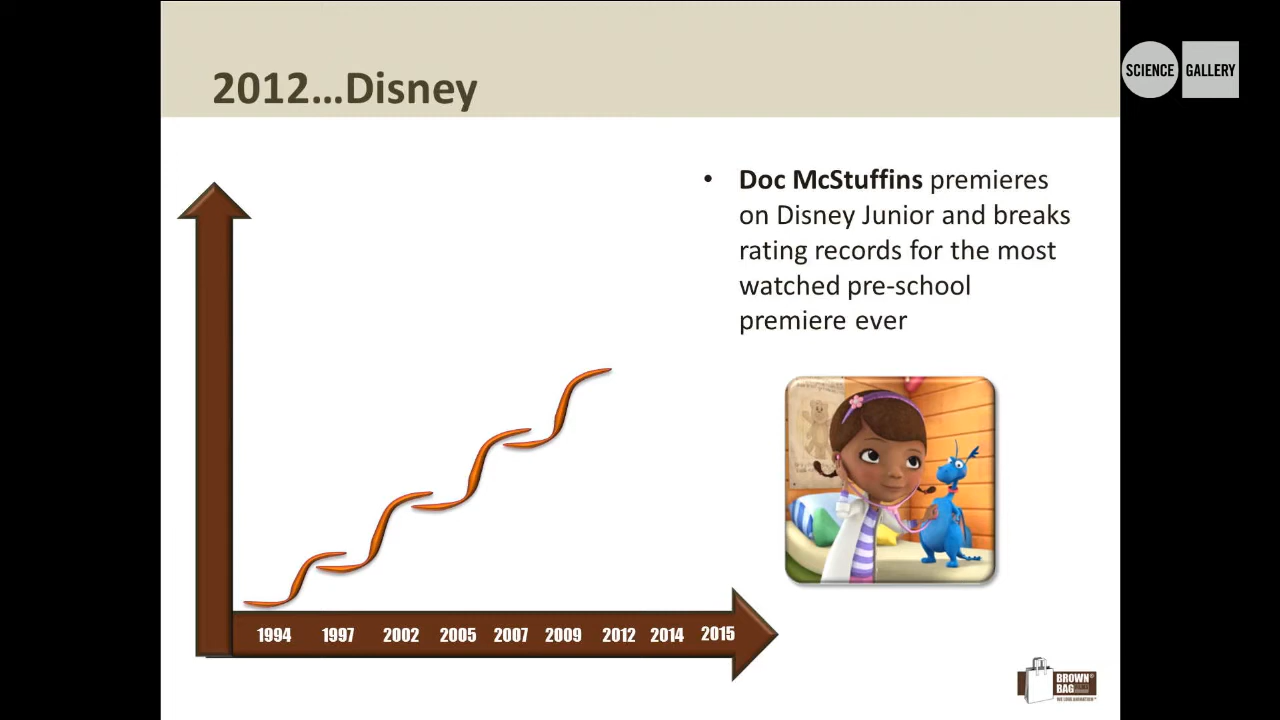 2012...Disney
SCIENCE GALLERY
• Doc McStuffins premieres
on Disney Junior and breaks
rating records for the most
watched pre-school
premiere ever
1994 1997 2002 2005 2007 2009 2012 2014 2015
BROWN
BAG